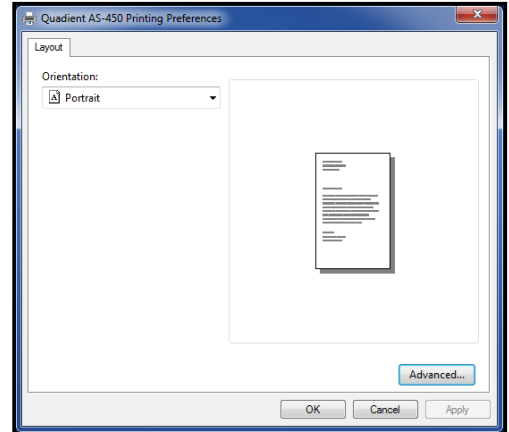 Quadient AS-450 Printing Preferences
Layout
Orientation:
A Portrait
Advanced...
OK Cancel Apply